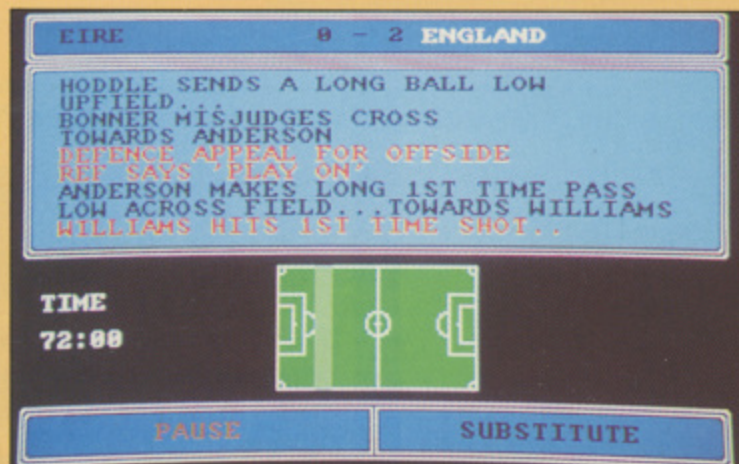 EIRE 0 - 2 ENGLAND
HODDLE SENDS A LONG BALL LOW
UPFIELD...
BONNER MISJUDGES CROSS
TOWARDS ANDERSON
DEFENCE APPEAL FOR OFFSIDE
REF SAYS 'PLAY ON'
ANDERSON MAKES LONG 1ST TIME PASS
LOW ACROSS FIELD...TOWARDS WILLIAMS
WILLIAMS HITS 1ST TIME SHOT..
TIME
72:00
PAUSE SUBSTITUTE